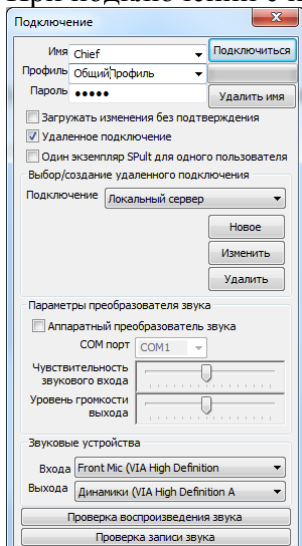 Подключение
Имя Chief Подключиться
Профиль Общий Профиль
Пароль ●●●●● Удалить имя
Загружать изменения без подтверждения
Удаленное подключение
Один экземпляр SPult для одного пользователя
Выбор/создание удаленного подключения
Подключение Локальный сервер
Новое
Изменить
Удалить
Параметры преобразователя звука
Аппаратный преобразователь звука
COM порт COM1
Чувствительность
звукового входа
Уровень громкости
выхода
Звуковые устройства
Входа Front Mic (VIA High Definition
Выхода Динамики (VIA High Definition A
Проверка воспроизведения звука
Проверка записи звука